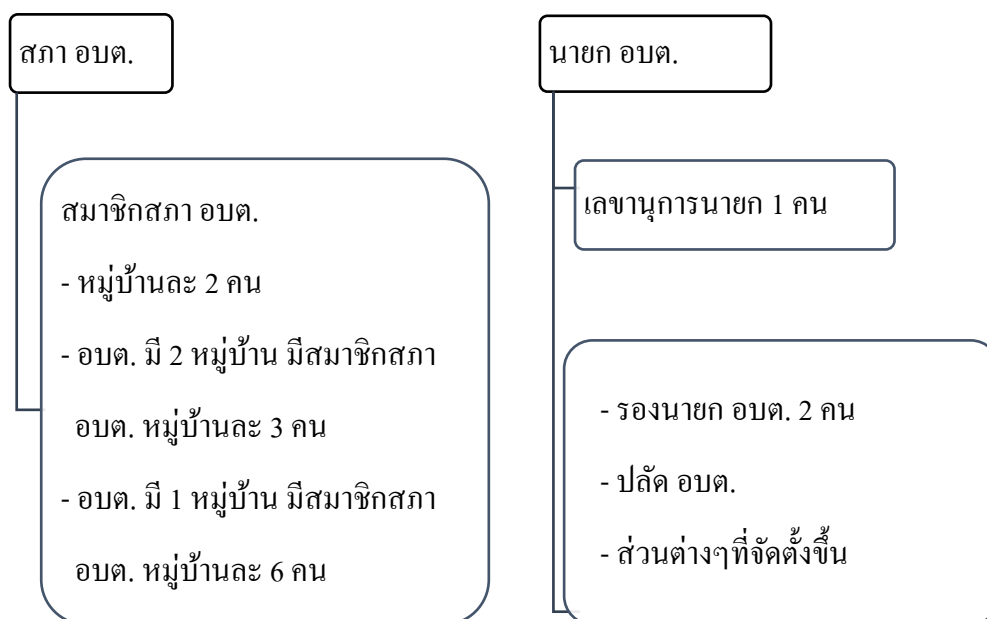 สภา อบต.
สมาชิกสภา อบต.
- หมู่บ้านละ 2 คน
- อบต. มี 2 หมู่บ้าน มีสมาชิกสภา
อบต. หมู่บ้านละ 3 คน
- อบต. มี 1 หมู่บ้าน มีสมาชิกสภา
อบต. หมู่บ้านละ 6 คน
นายก อบต.
เลขานุการนายก 1 คน
- รองนายก อบต. 2 คน
- ปลัด อบต.
- ส่วนต่างๆที่จัดตั้งขึ้น